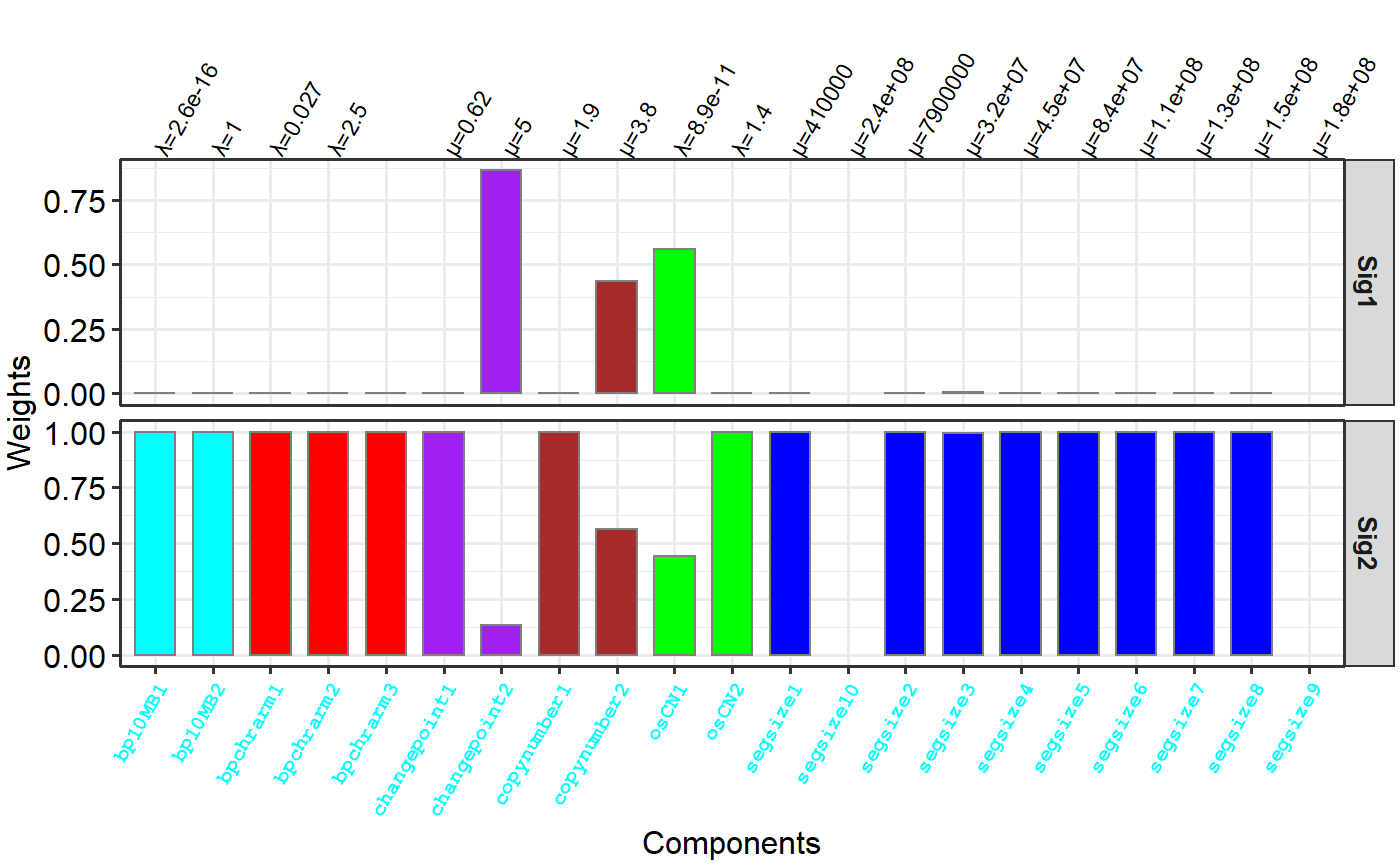 λ=2.6e-16
λ=1
λ=0.027
λ=2.5
μ=0.62
μ=5
μ=1.9
μ=3.8
λ=8.9e-11
λ=1.4
μ=410000
μ=2.4e+08
μ=7900000
μ=3.2e+07
μ=4.5e+07
μ=8.4e+07
μ=1.1e+08
μ=1.3e+08
μ=1.5e+08
μ=1.8e+08
0.75
0.50
0.25
0.00
Sig1
Weights
1.00
0.75
0.50
0.25
0.00
Sig2
bp10MB1
bp10MB2
bpchrarm1
bpchrarm2
bpchrarm3
changepoint1
changepoint2
copynumber1
copynumber2
osCN1
osCN2
segsize1
segsize10
segsize2
segsize3
segsize4
segsize5
segsize6
segsize7
segsize8
segsize9
Components